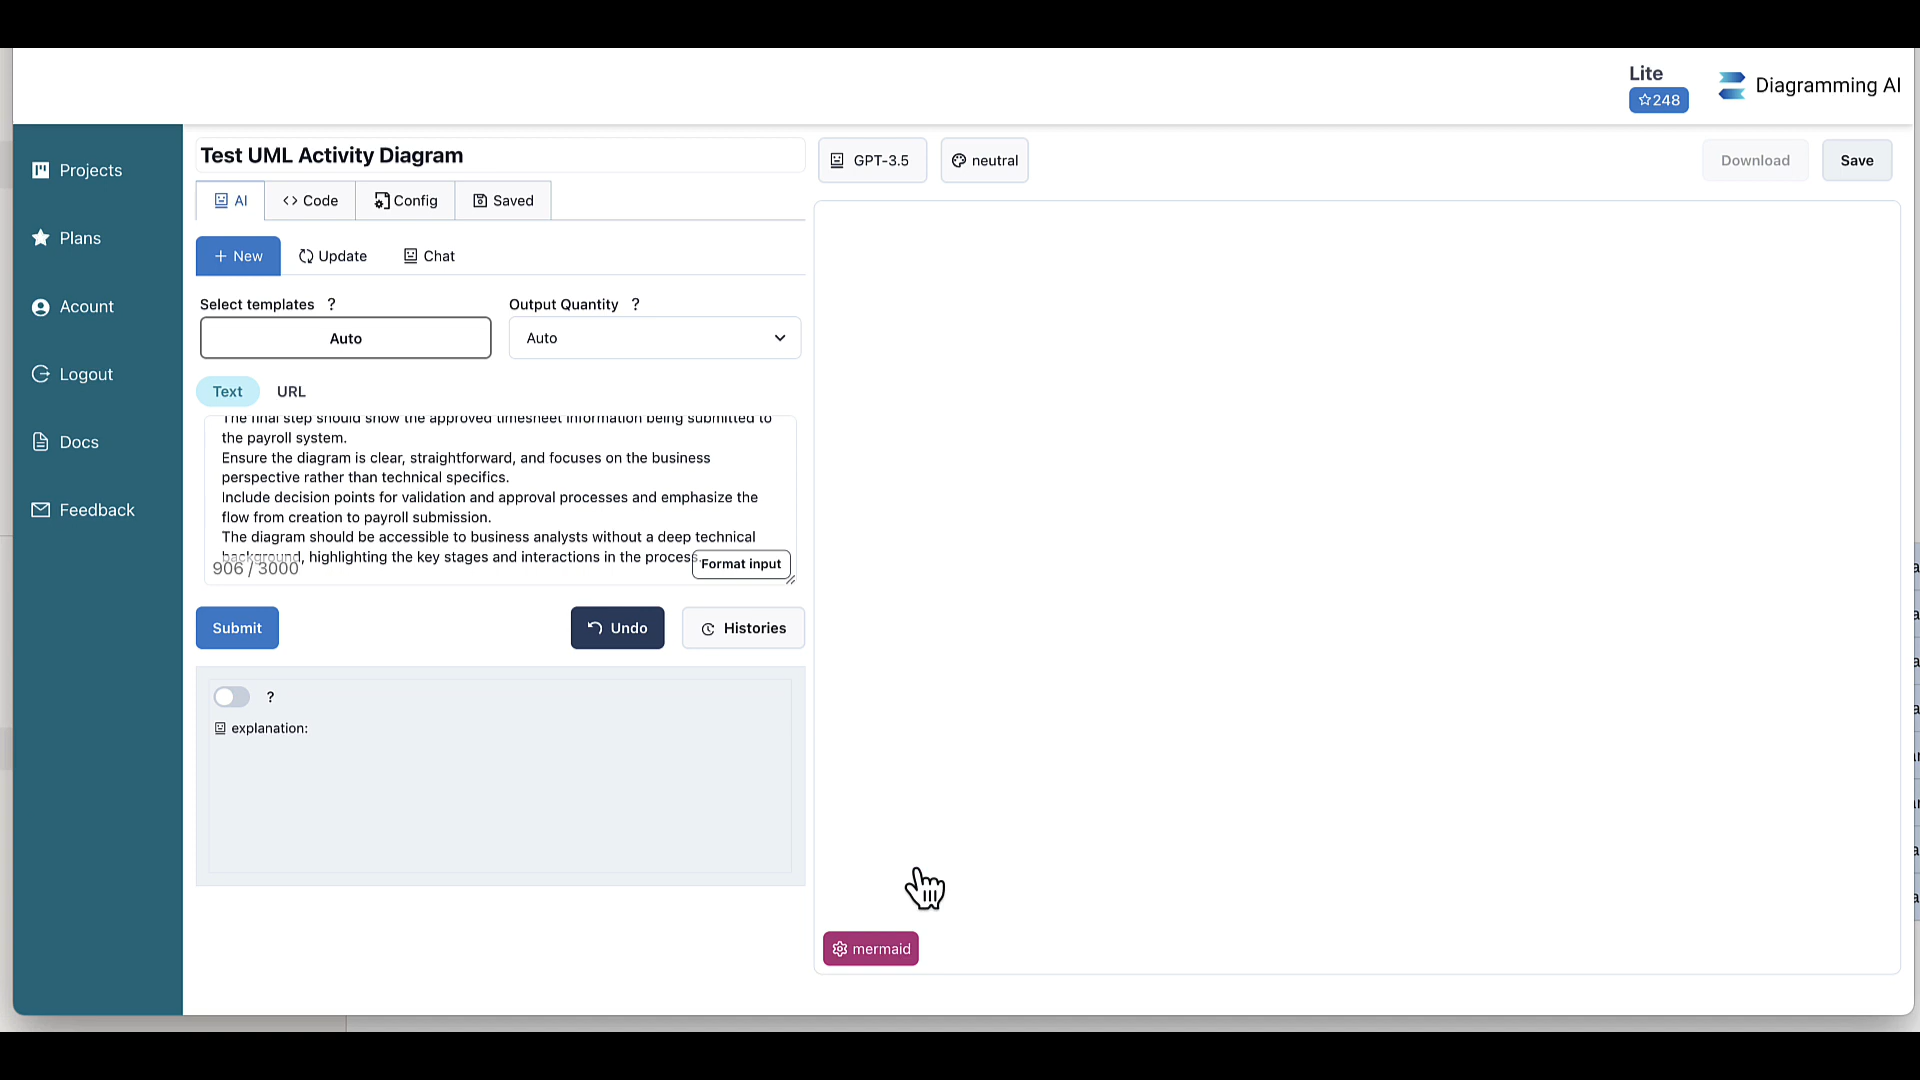 Lite
248
Diagramming AI
Projects
Plans
Acount
Logout
Docs
Feedback
Test UML Activity Diagram
GPT-3.5
neutral
Download
Save
AI
<> Code
Config
Saved
+ New
Update
Chat
Select templates ?
Output Quantity ?
Auto
Auto
Text
URL
The final step should show the approved timesheet information being submitted to
the payroll system.
Ensure the diagram is clear, straightforward, and focuses on the business
perspective rather than technical specifics.
Include decision points for validation and approval processes and emphasize the
flow from creation to payroll submission.
The diagram should be accessible to business analysts without a deep technical
background, highlighting the key stages and interactions in the process.
906 / 3000
Format input
Submit
Undo
Histories
?
explanation:
mermaid